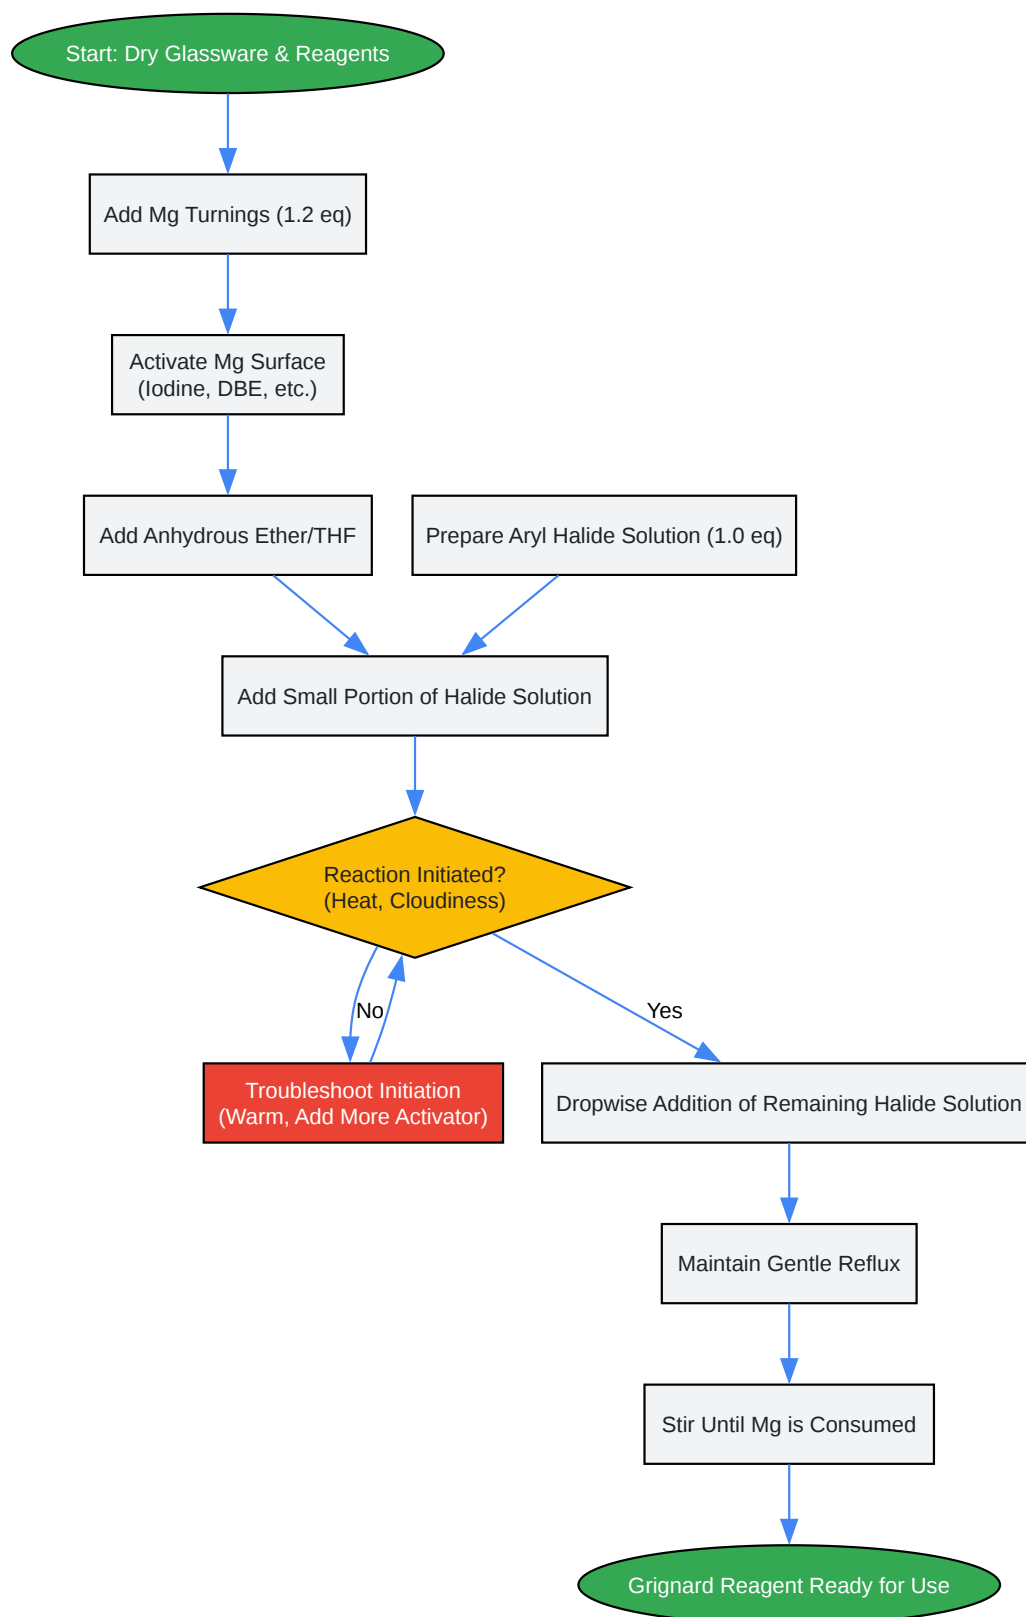 Start: Dry Glassware & Reagents
Add Mg Turnings (1.2 eq)
Activate Mg Surface
(Iodine, DBE, etc.)
Add Anhydrous Ether/THF
Prepare Aryl Halide Solution (1.0 eq)
Add Small Portion of Halide Solution
Reaction Initiated?
(Heat, Cloudiness)
No
Yes
Troubleshoot Initiation
(Warm, Add More Activator)
Dropwise Addition of Remaining Halide Solution
Maintain Gentle Reflux
Stir Until Mg is Consumed
Grignard Reagent Ready for Use